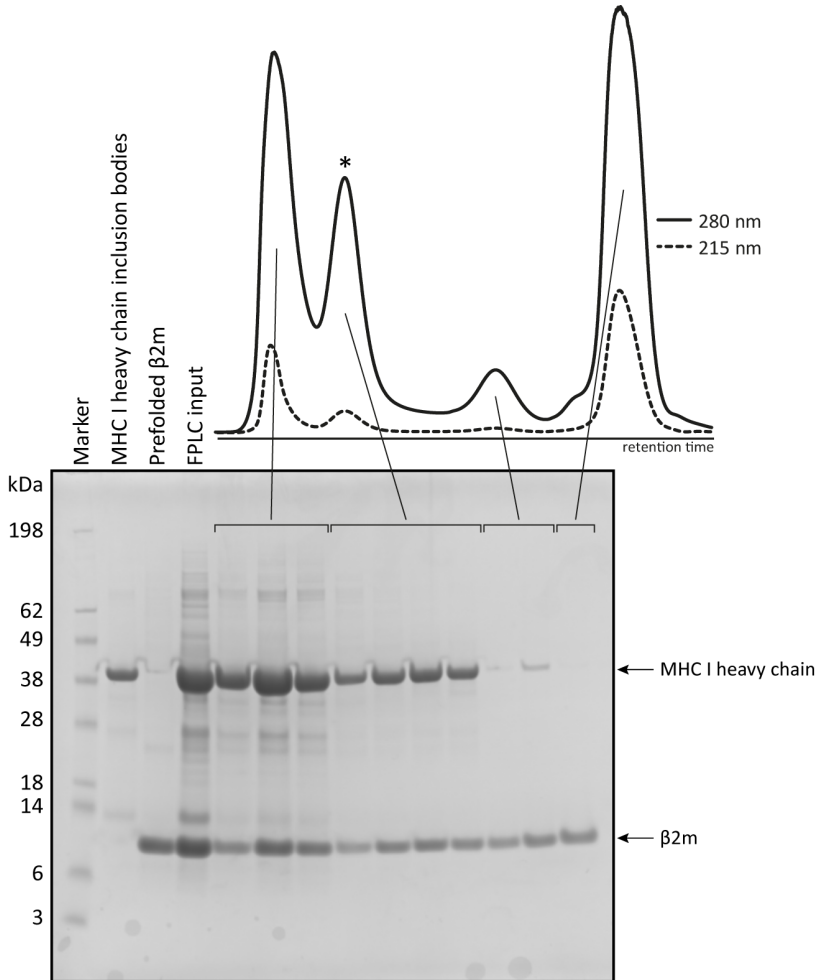 *
280 nm
215 nm
retention time
Marker
MHC I heavy chain inclusion bodies
Prefolded β2m
FPLC input
kDa
198
62
49
38
28
18
14
6
3
MHC I heavy chain
β2m